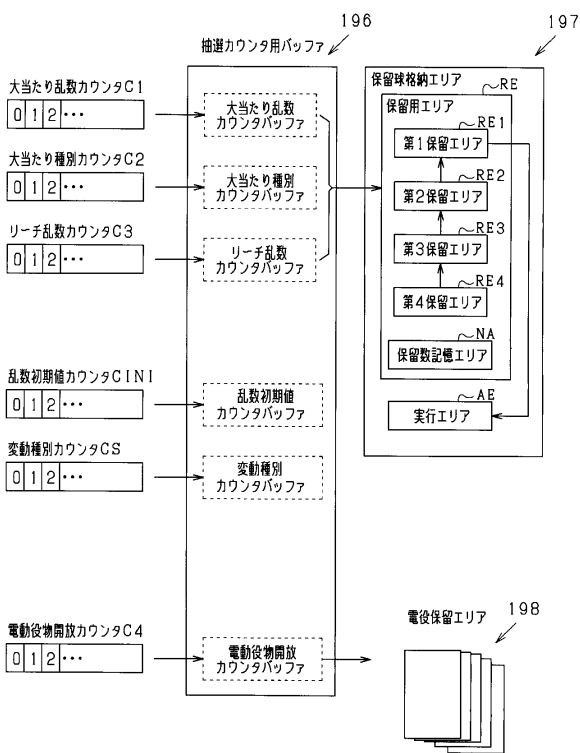 196
197
抽選カウンタ用バッファ
大当たり乱数カウンタC1
0 1 2 ･･･
大当たり乱数
カウンタバッファ
大当たり種別カウンタC2
0 1 2 ･･･
大当たり種別
カウンタバッファ
リーチ乱数カウンタC3
0 1 2 ･･･
リーチ乱数
カウンタバッファ
乱数初期値カウンタCINI
0 1 2 ･･･
乱数初期値
カウンタバッファ
変動種別カウンタCS
0 1 2 ･･･
変動種別
カウンタバッファ
電動役物開放カウンタC4
0 1 2 ･･･
電動役物開放
カウンタバッファ
保留球格納エリア
RE
保留用エリア
RE1
第1保留エリア
RE2
第2保留エリア
RE3
第3保留エリア
RE4
第4保留エリア
NA
保留数記憶エリア
AE
実行エリア
電役保留エリア
198